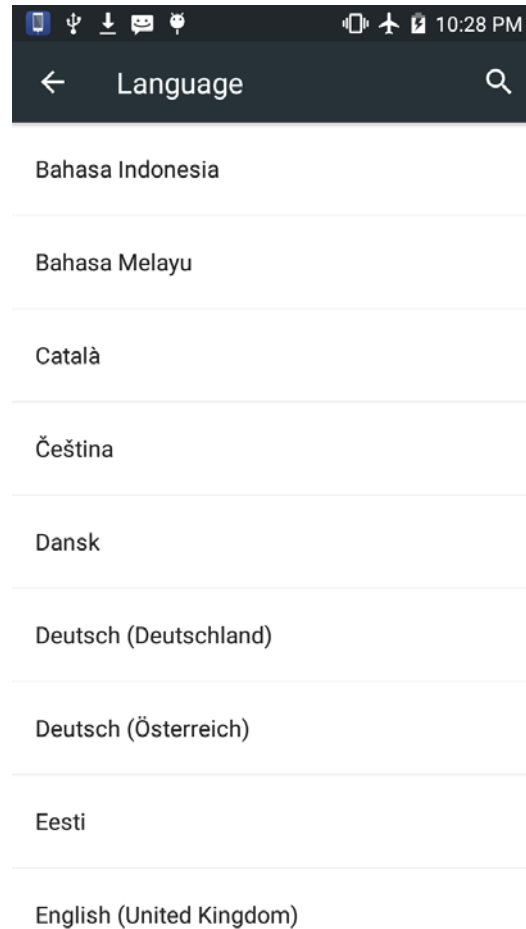 10:28 PM
Language
Bahasa Indonesia
Bahasa Melayu
Català
Čeština
Dansk
Deutsch (Deutschland)
Deutsch (Österreich)
Eesti
English (United Kingdom)